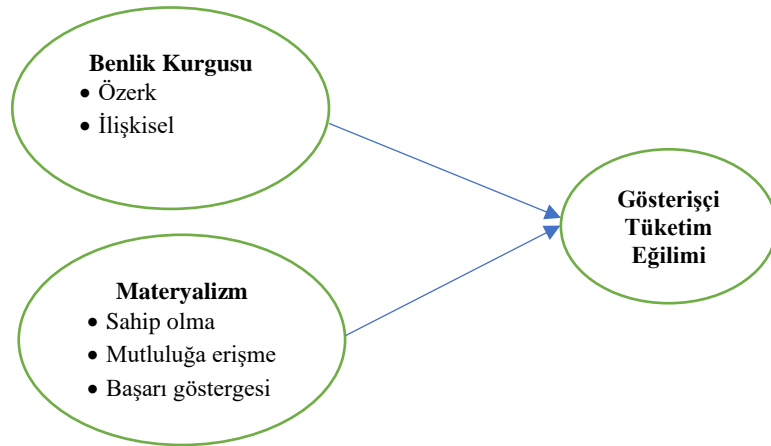 Benlik Kurgusu
• Özerk
• İlişkisel
Materyalizm
• Sahip olma
• Mutluluğa erişme
• Başarı göstergesi
Gösterişçi
Tüketim
Eğilimi